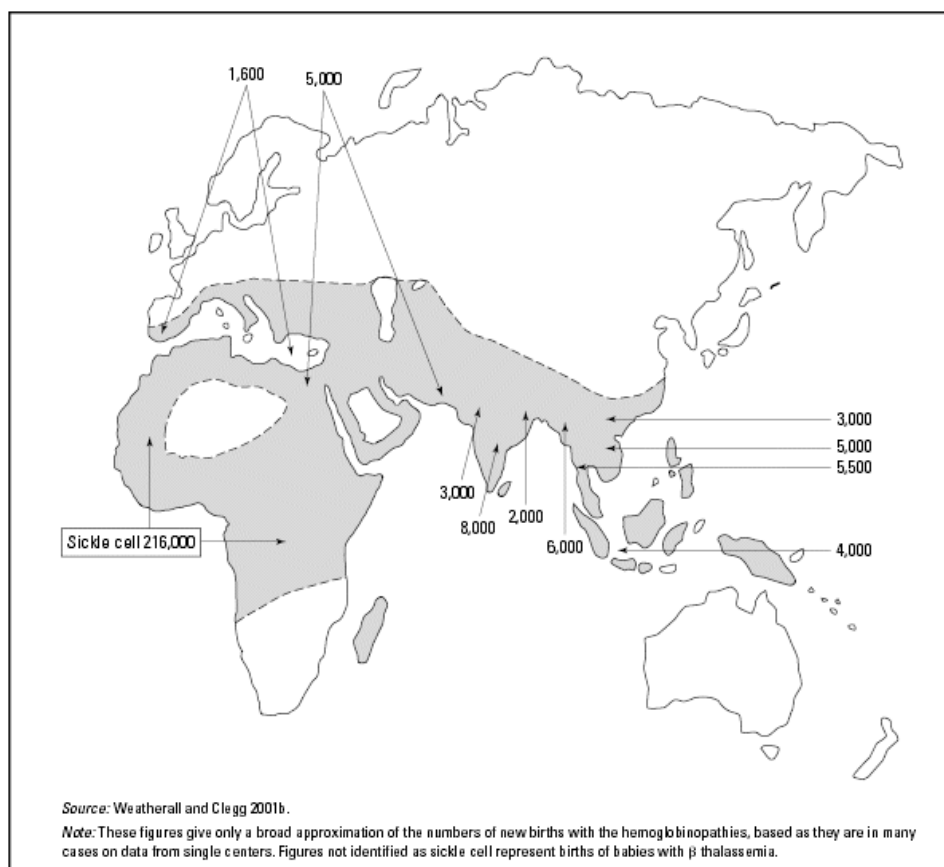 1,600
5,000
3,000
5,000
5,500
3,000
8,000
2,000
6,000
4,000
Sickle cell 216,000
Source: Weatherall and Clegg 2001b.
Note: These figures give only a broad approximation of the numbers of new births with the hemoglobinopathies, based as they are in many
cases on data from single centers. Figures not identified as sickle cell represent births of babies with β thalassemia.